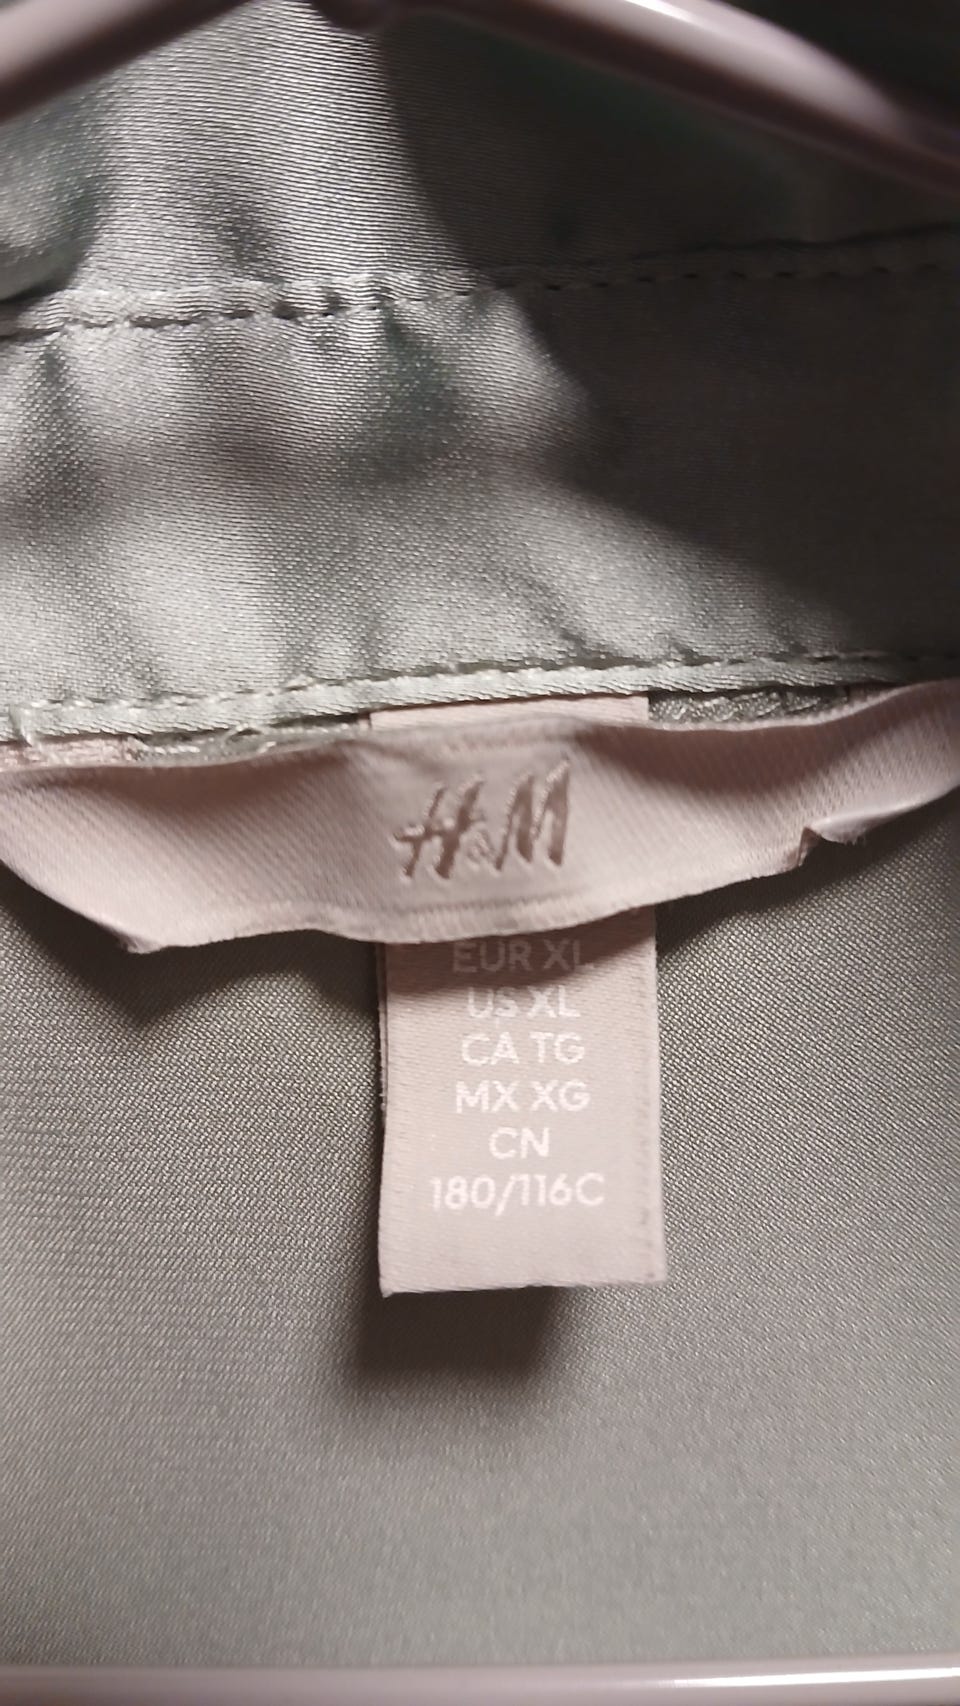 H&M
EUR XL
US XL
CA TG
MX XG
CN
180/116C